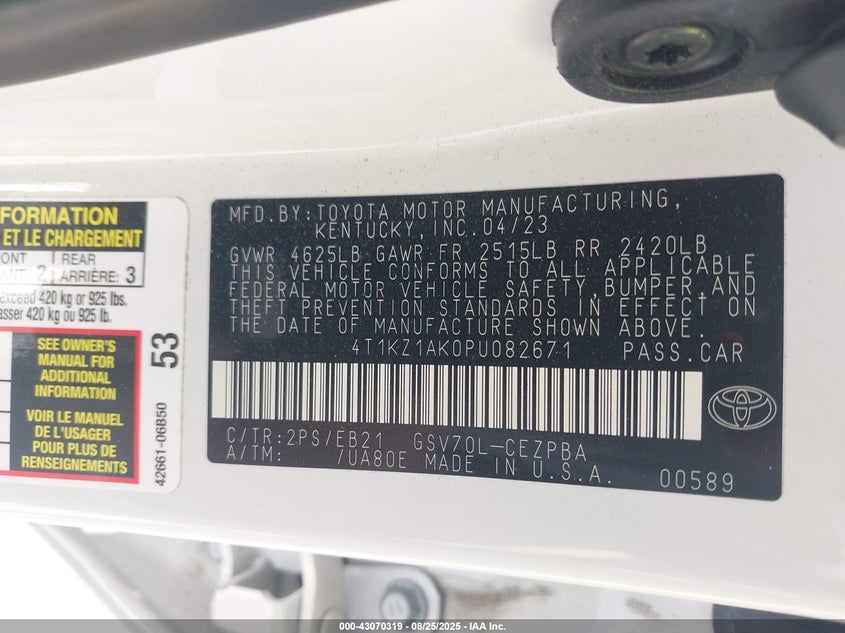 FORMATION
ET LE CHARGEMENT
PONT
ANT 2
REAR
ARRIÈRE: 3
exceed 420 kg or 925 lbs.
asser 420 kg ou 925 lb.
SEE OWNER'S
MANUAL FOR
ADDITIONAL
INFORMATION
VOIR LE MANUEL
DE L'USAGER
POUR PLUS DE
RENSEIGNEMENTS
53
42661-06B50
MFD.BY:TOYOTA MOTOR MANUFACTURING,
KENTUCKY,INC.04/23
GVWR 4625LB GAWR FR 2515LB RR 2420LB
THIS VEHICLE CONFORMS TO ALL APPLICABLE
FEDERAL MOTOR VEHICLE SAFETY,BUMPER,AND
THEFT PREVENTION STANDARDS IN EFFECT ON
THE DATE OF MANUFACTURE SHOWN ABOVE.
4T1KZ1AK0PU082671 PASS.CAR
C/TR:2PS/EB21 GSV70L-CEZPBA
A/TM: /UA80E MADE IN U.S.A.
00589
000-43070319 - 08/25/2025 - IAA Inc.